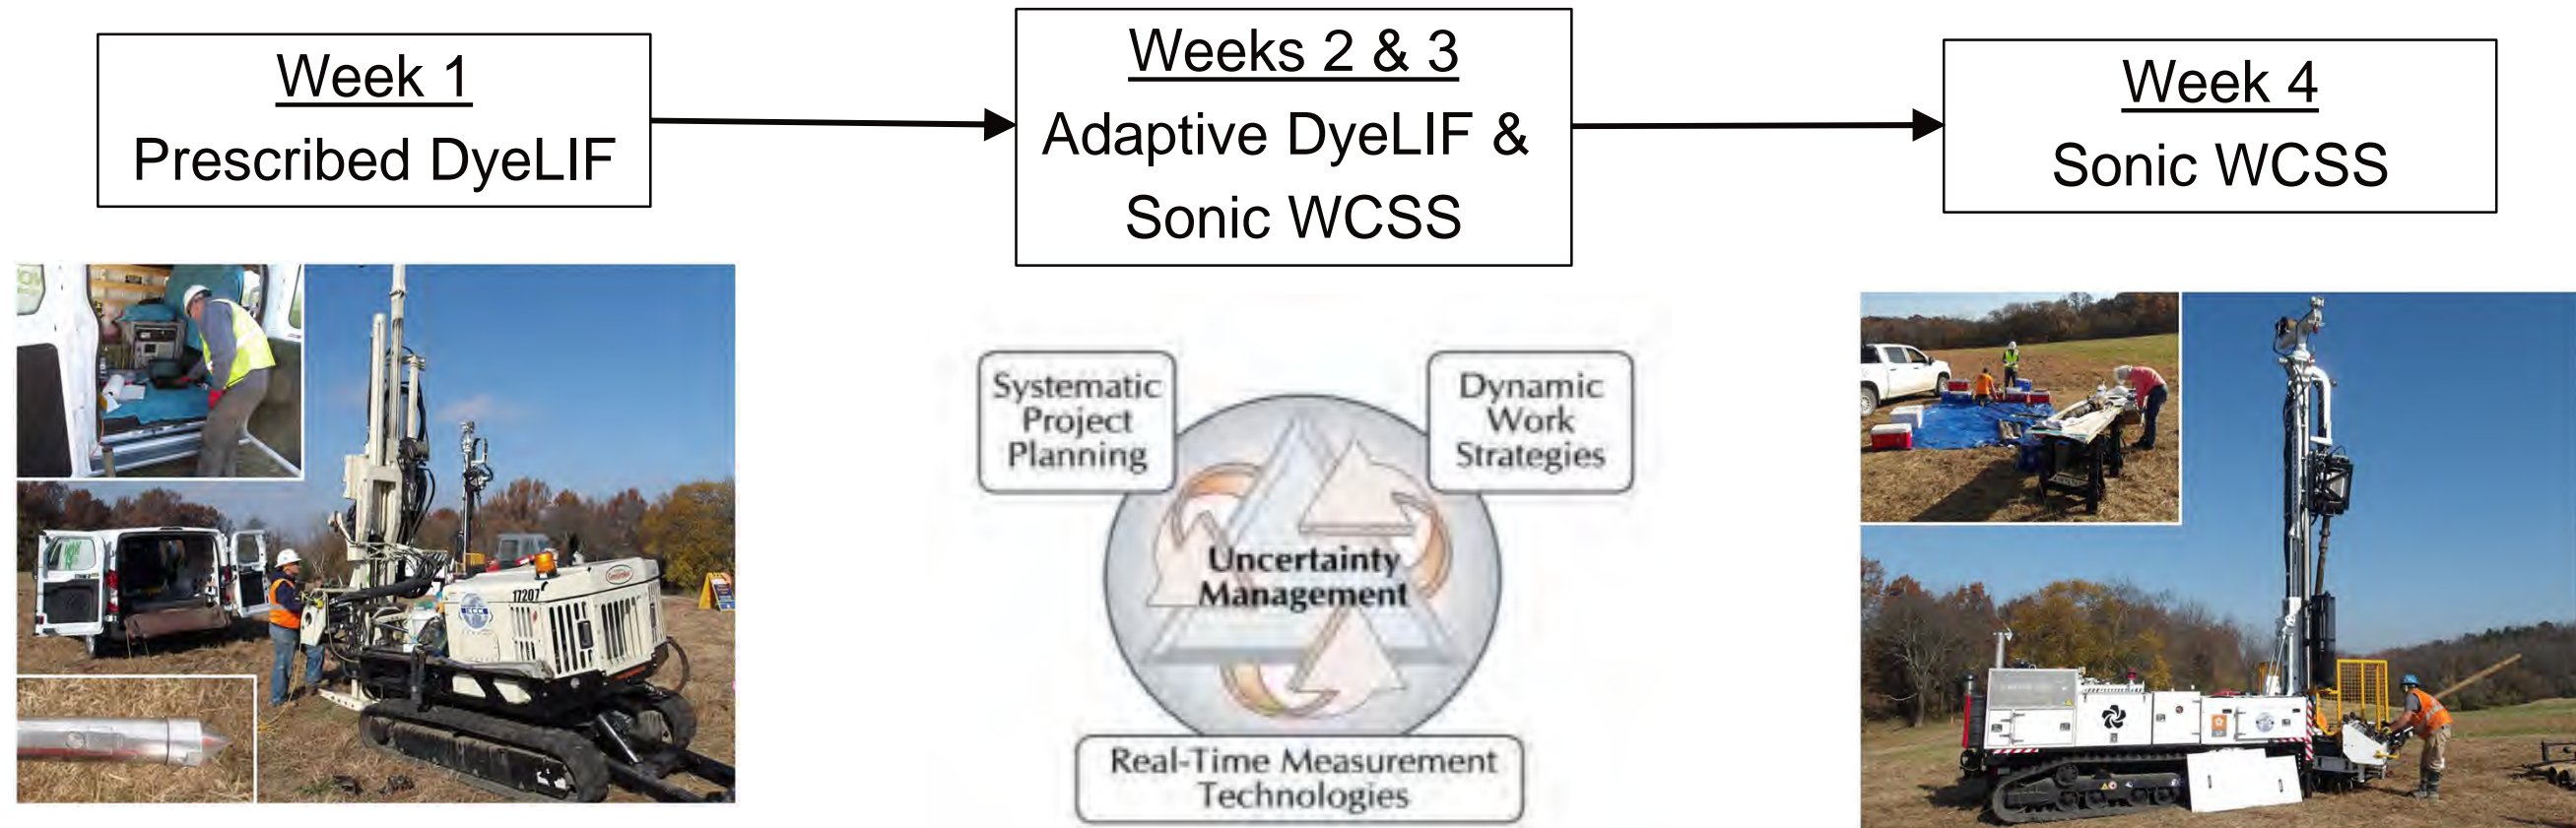 Week 1
Prescribed DyeLIF
Weeks 2 & 3
Adaptive DyeLIF &
Sonic WCSS
Week 4
Sonic WCSS
Systematic
Project
Planning
Dynamic
Work
Strategies
Uncertainty
Management
Real-Time Measurement
Technologies
17207